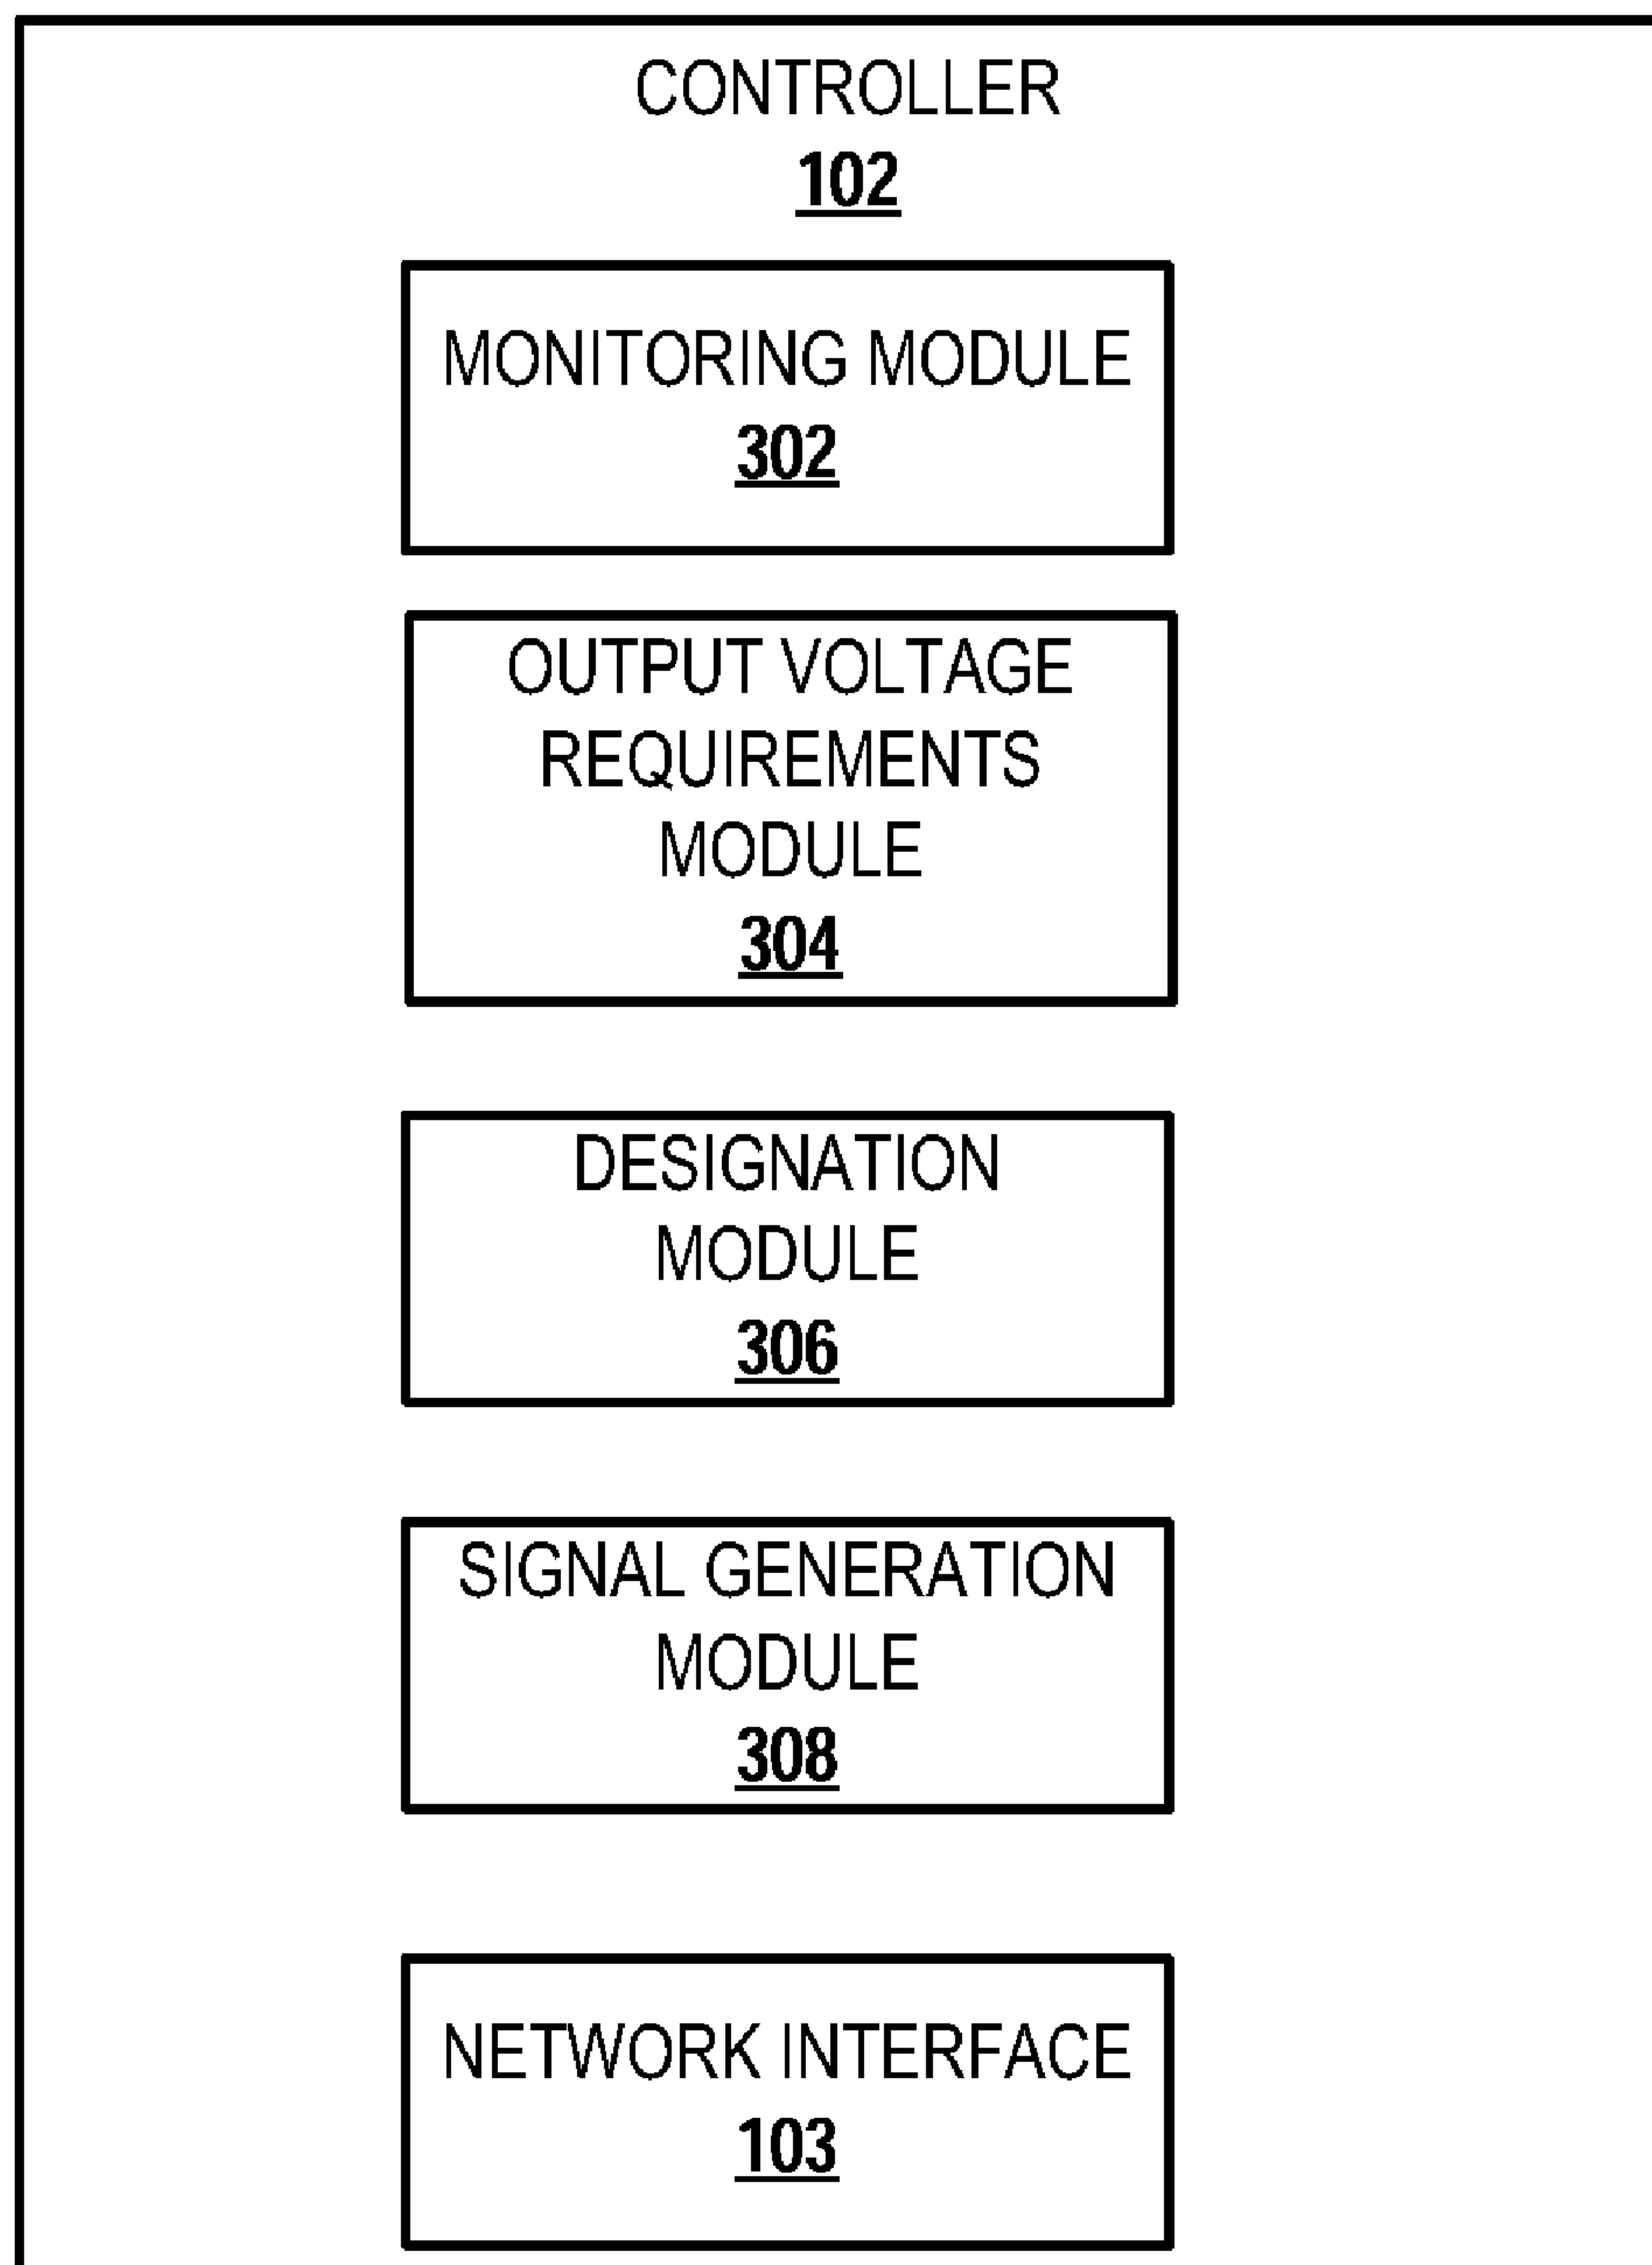 CONTROLLER
102
MONITORING MODULE
302
OUTPUT VOLTAGE
REQUIREMENTS
MODULE
304
DESIGNATION
MODULE
306
SIGNAL GENERATION
MODULE
308
NETWORK INTERFACE
103